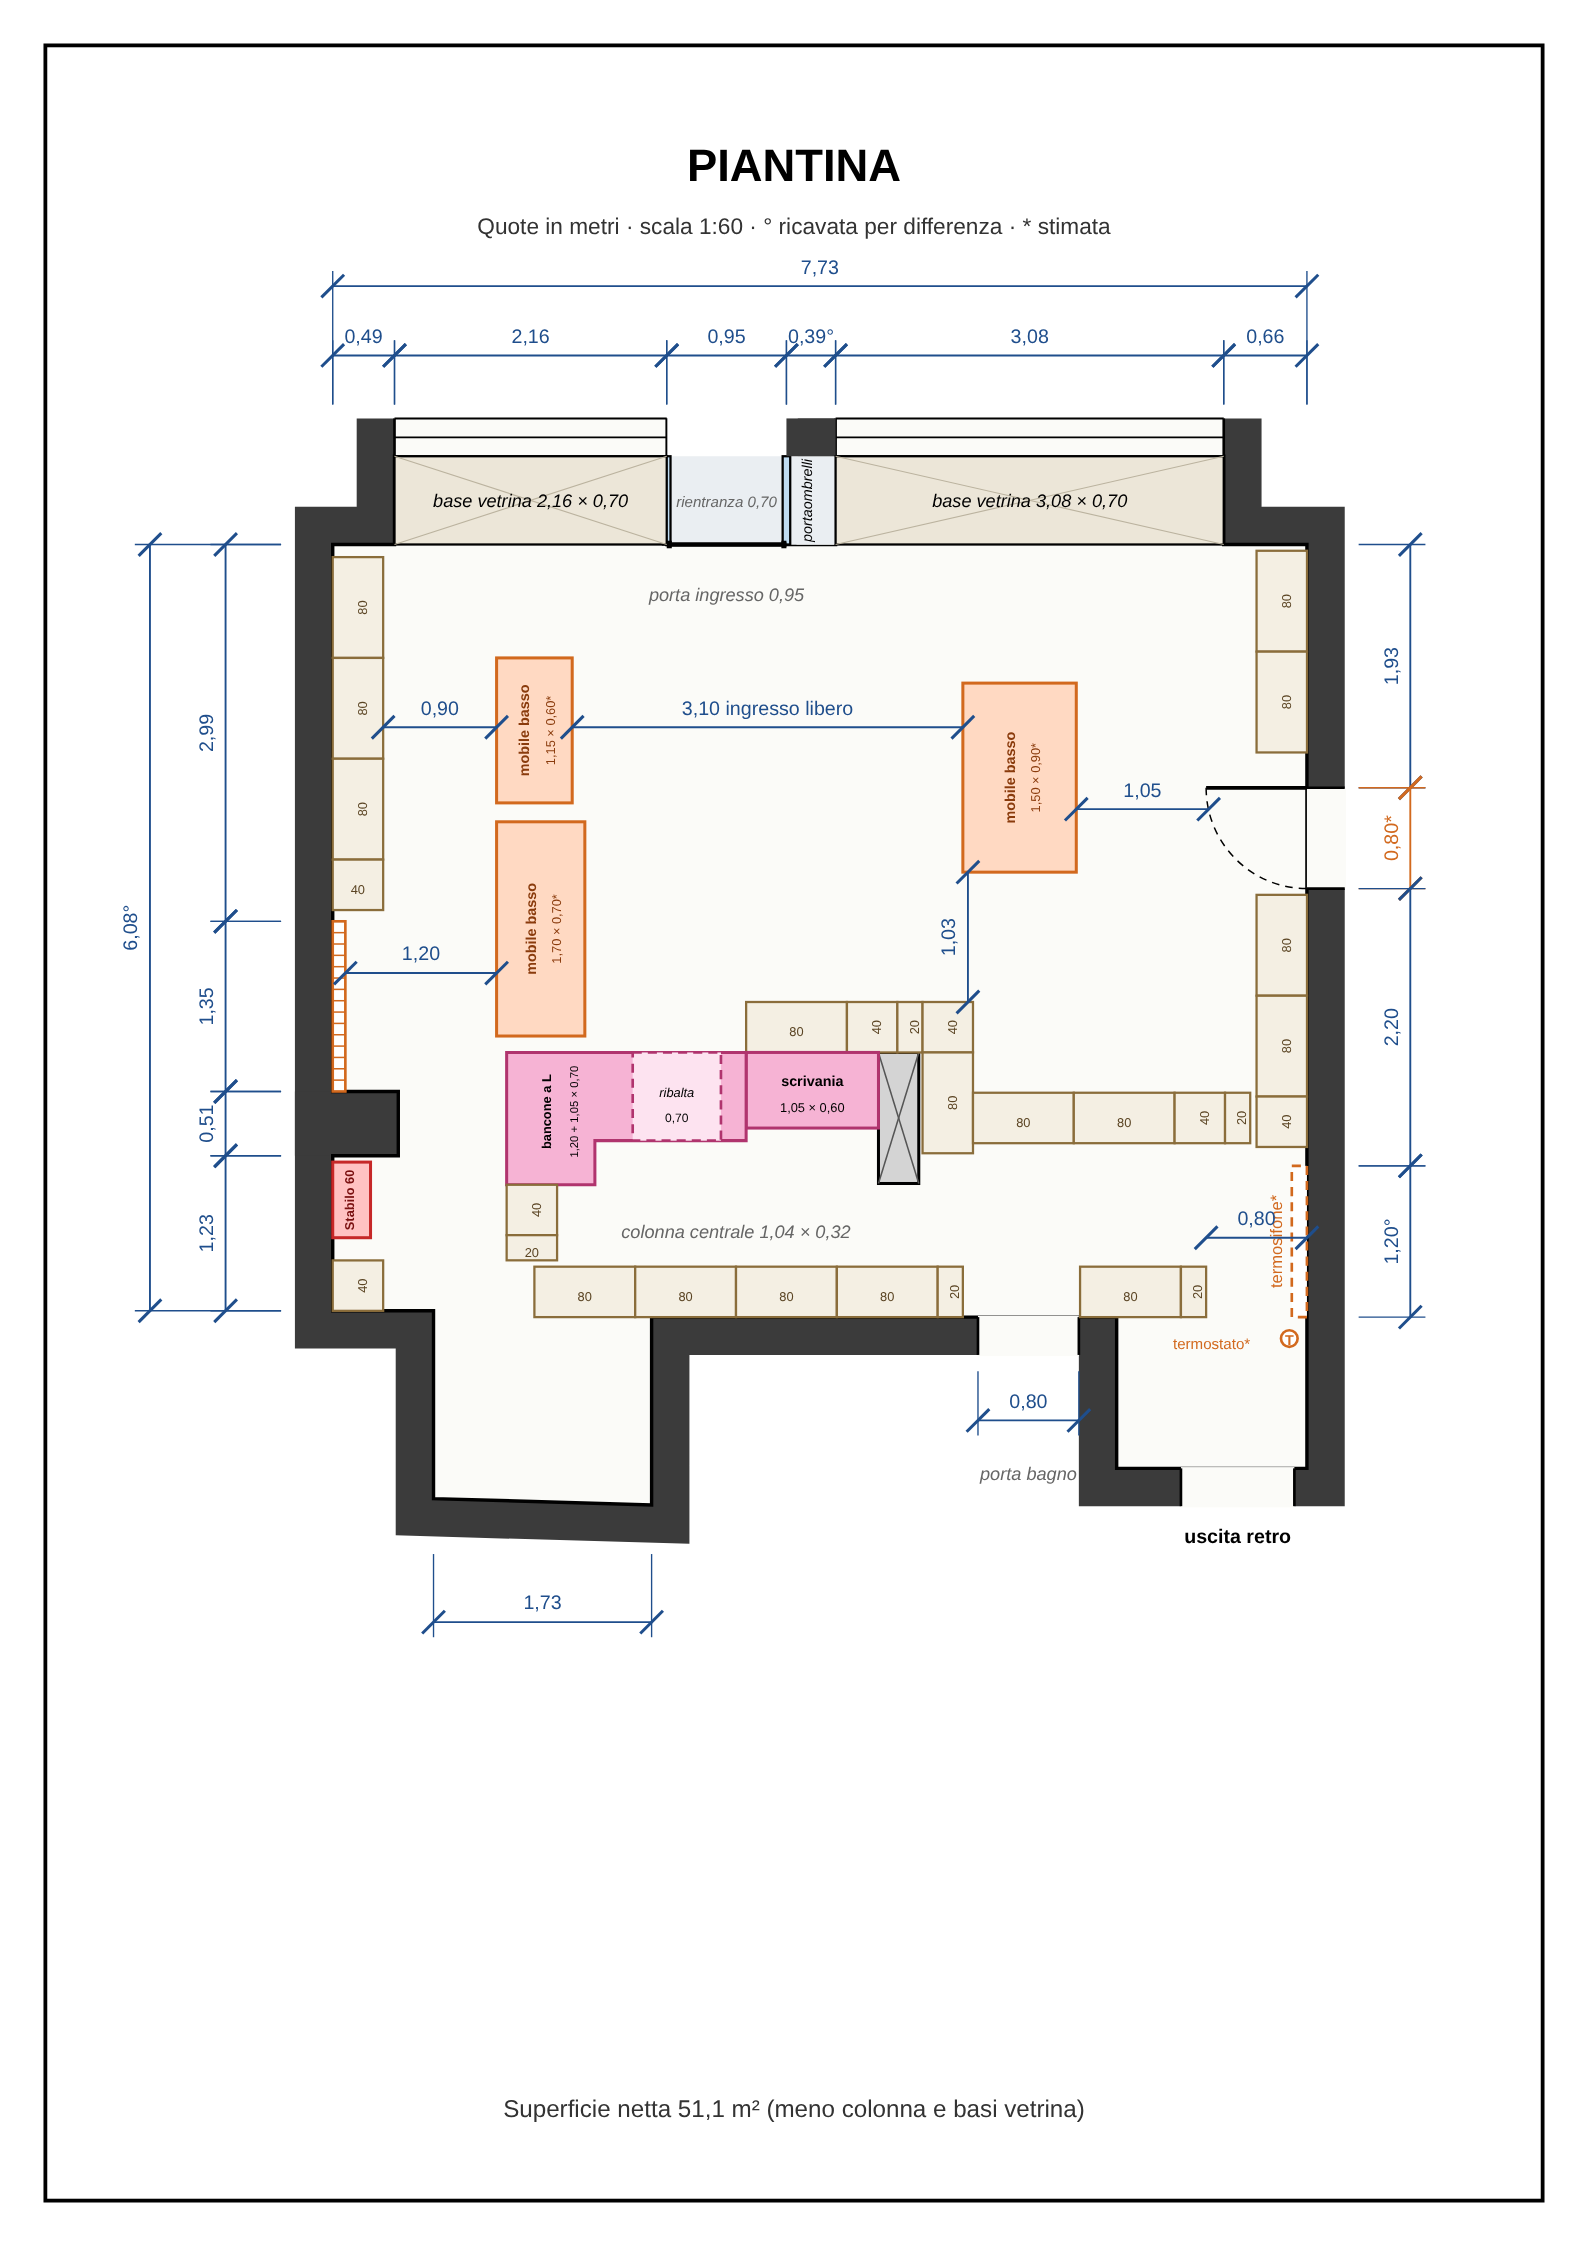 PIANTINA
Quote in metri · scala 1:60 · ° ricavata per differenza · * stimata
7,73
0,49
2,16
0,95
0,39°
3,08
0,66
base vetrina 2,16 × 0,70
rientranza 0,70
portaombrelli
base vetrina 3,08 × 0,70
porta ingresso 0,95
80
80
80
40
80
80
mobile basso
1,15 × 0,60*
0,90
3,10 ingresso libero
mobile basso
1,50 × 0,90*
1,05
1,93
0,80*
2,99
6,08°
mobile basso
1,70 × 0,70*
1,20
1,03
1,35
80
80
40
2,20
80
40
20
40
80
80
80
40
20
bancone a L
1,20 + 1,05 × 0,70
ribalta
0,70
scrivania
1,05 × 0,60
0,51
Stabilo 60
1,23
40
40
20
colonna centrale 1,04 × 0,32
80
80
80
80
20
80
20
0,80
termosifone*
1,20°
termostato*
T
0,80
porta bagno
uscita retro
1,73
Superficie netta 51,1 m² (meno colonna e basi vetrina)